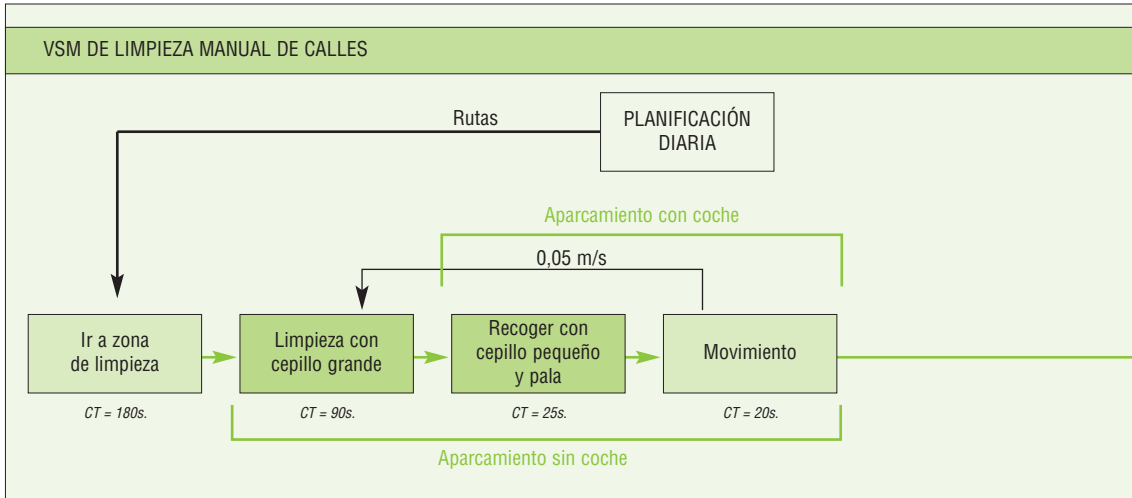 VSM DE LIMPIEZA MANUAL DE CALLES
Rutas
PLANIFICACIÓN
DIARIA
Aparcamiento con coche
0,05 m/s
Ir a zona
de limpieza
Limpieza con
cepillo grande
Recoger con
cepillo pequeño
y pala
Movimiento
CT = 180s.
CT = 90s.
CT = 25s.
CT = 20s.
Aparcamiento sin coche